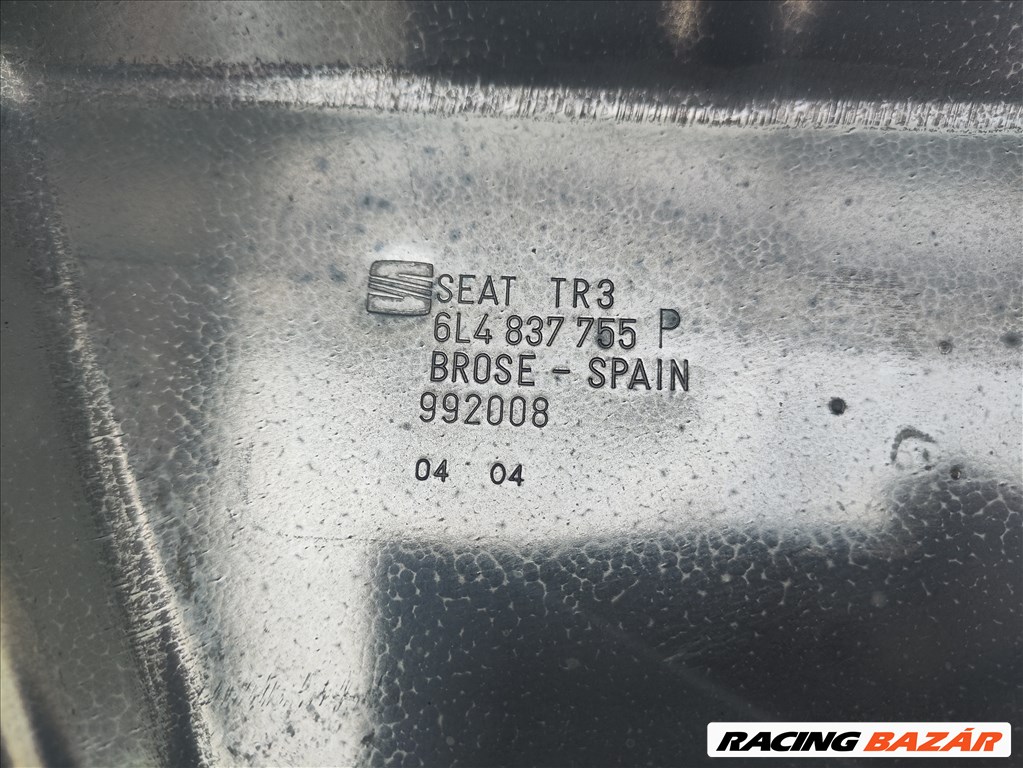 SEAT TR3
6L4 837 755 P
BROSE - SPAIN
992008
04 04
RACING BAZÁR